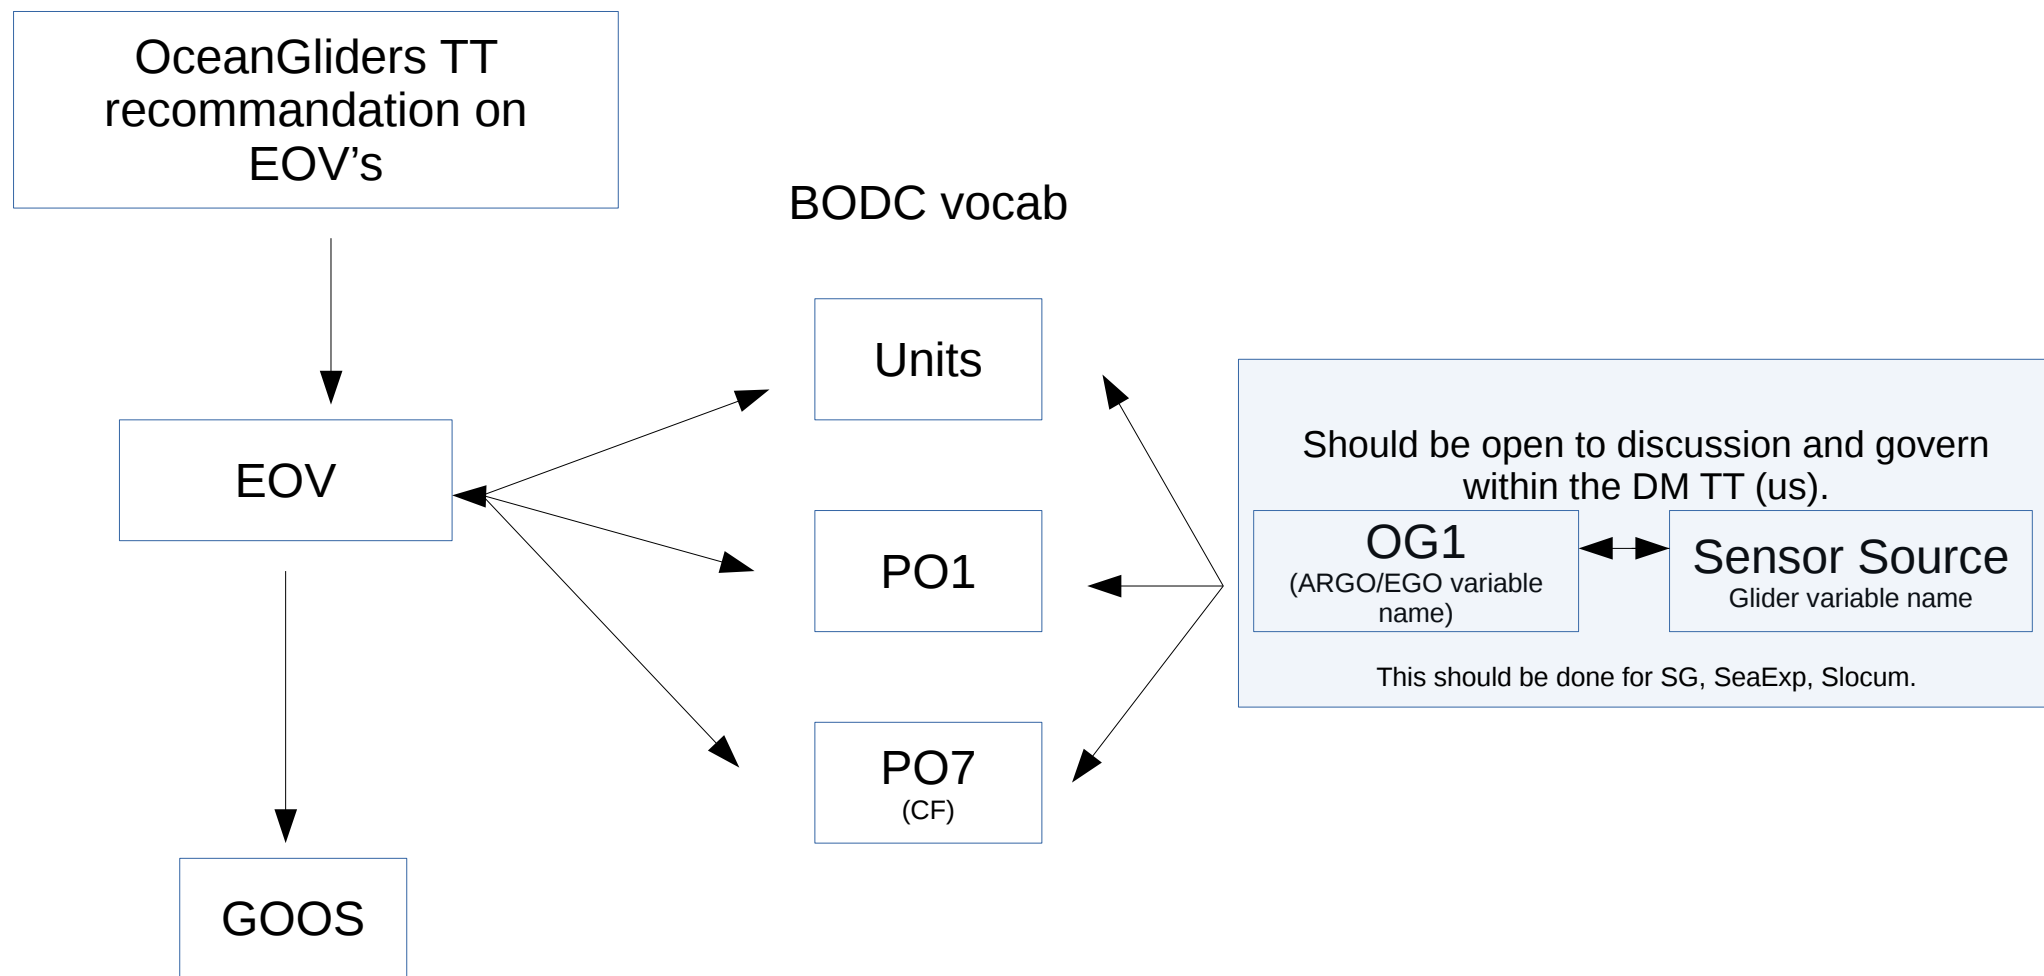 OceanGliders TT
recommandation on
EOV’s
BODC vocab
Units
EOV
PO1
PO7
(CF)
GOOS
Should be open to discussion and govern
within the DM TT (us).
OG1
(ARGO/EGO variable
name)
Sensor Source
Glider variable name
This should be done for SG, SeaExp, Slocum.